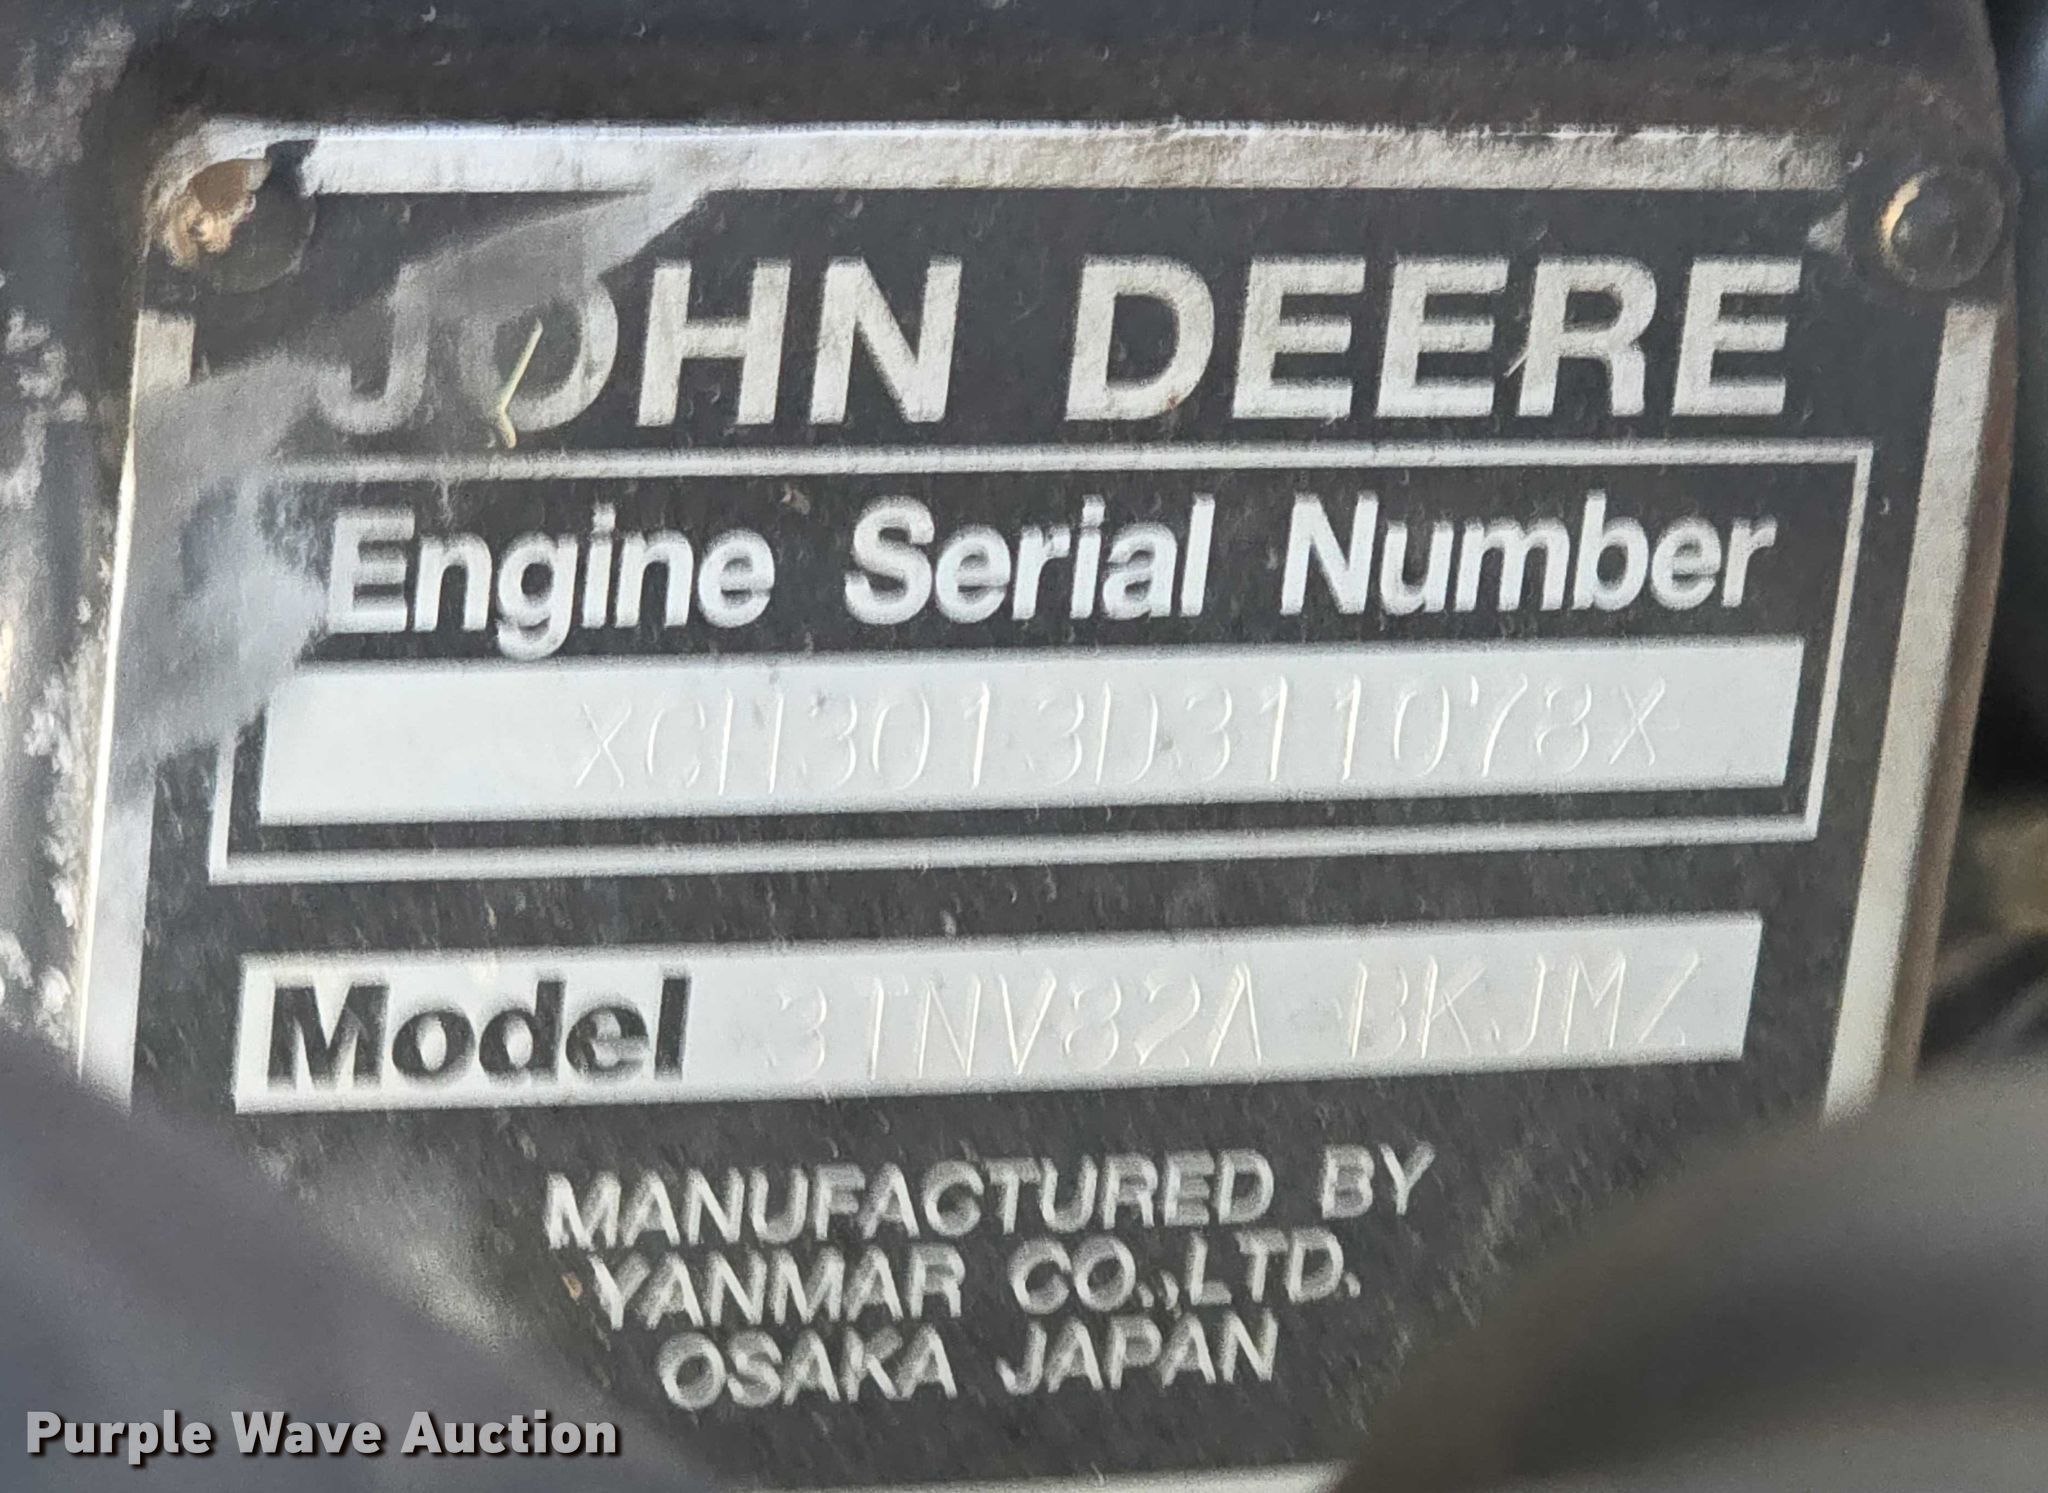 JOHN DEERE
Engine Serial Number
XCH3013D311078X
Model 3TNV82A BKJMZ
MANUFACTURED BY
YANMAR CO.,LTD.
OSAKA JAPAN
Purple Wave Auction